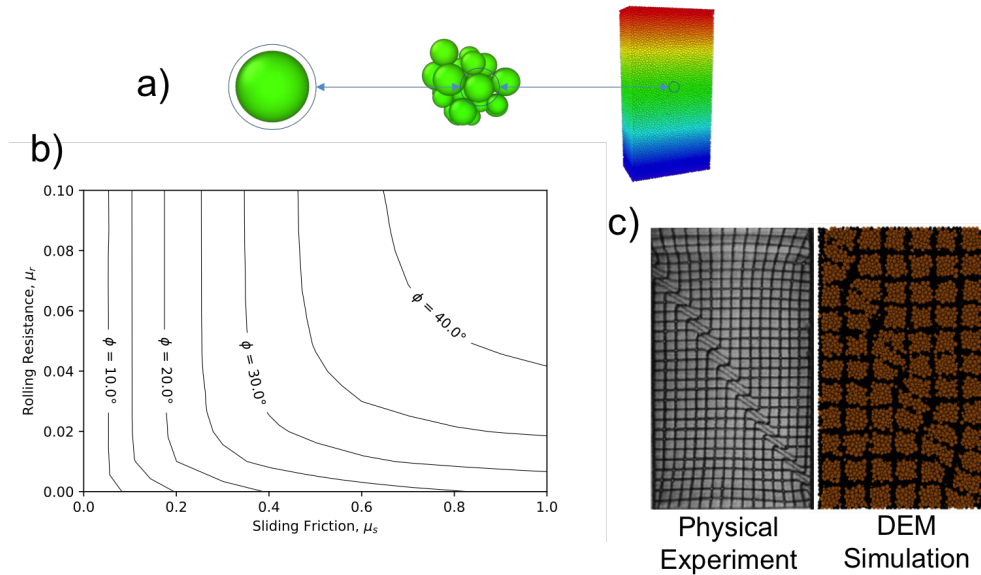 a)
b)
0.10
0.08
0.06
0.04
0.02
0.00
Rolling Resistance, μr
ϕ = 10.0°
ϕ = 20.0°
ϕ = 30.0°
ϕ = 40.0°
0.0 0.2 0.4 0.6 0.8 1.0
Sliding Friction, μs
c)
Physical
Experiment
DEM
Simulation